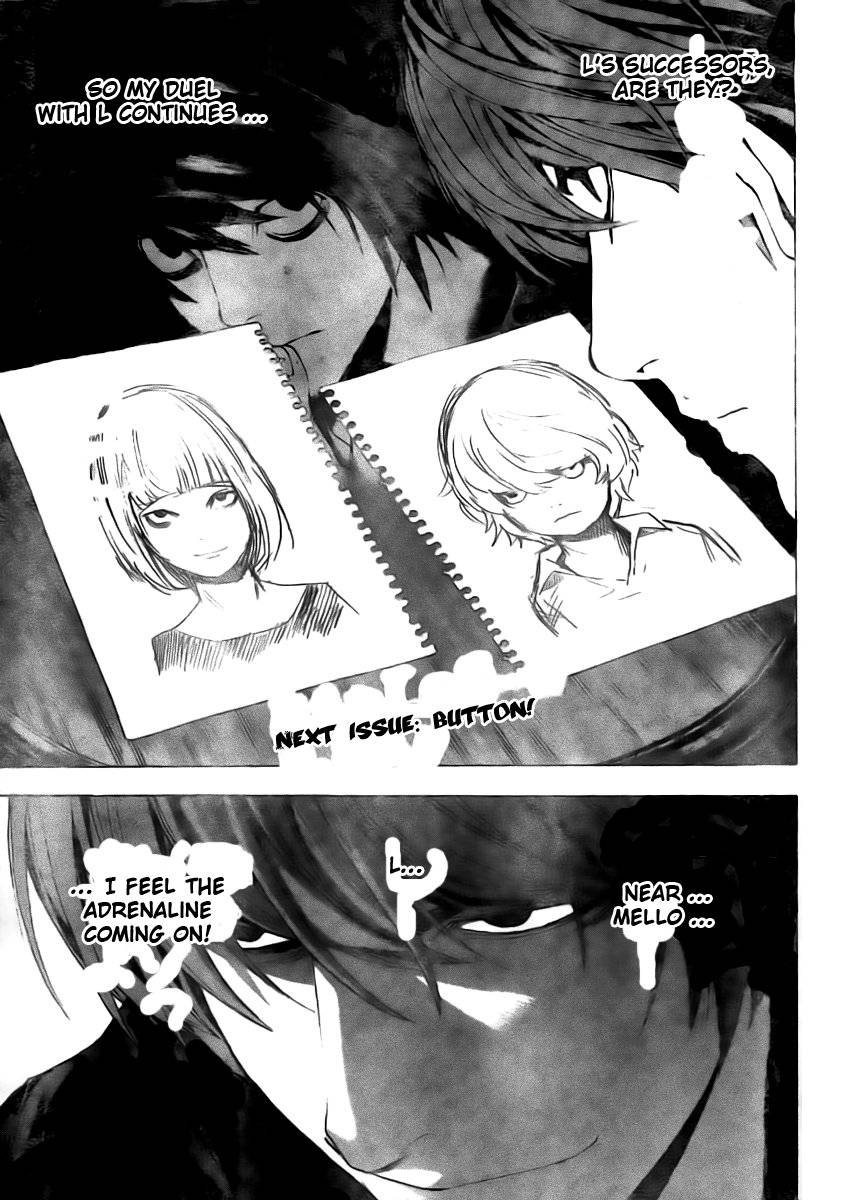 L'S SUCCESSORS,
ARE THEY?
SO MY DUEL
WITH L CONTINUES ...
NEXT ISSUE: BUTTON!
NEAR ...
MELLO ...
L...
... I FEEL THE
ADRENALINE
COMING ON!